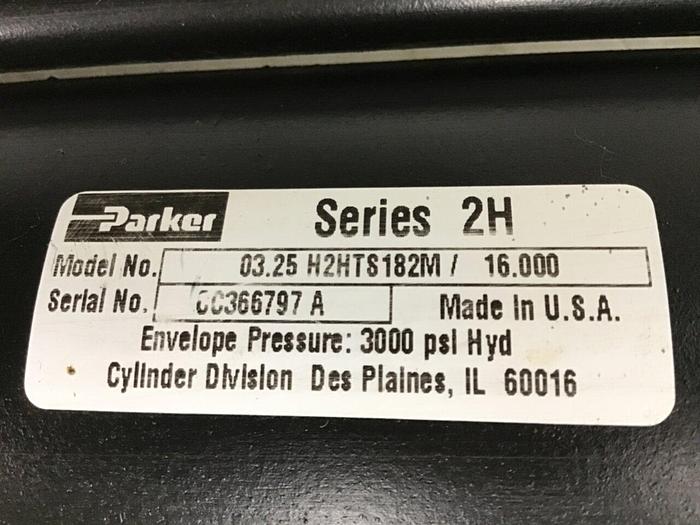 Parker Series 2H
Model No. 03.25 H2HTS182M / 16.000
Serial No. CC366797 A Made in U.S.A.
Envelope Pressure: 3000 psi Hyd
Cylinder Division Des Plaines, IL 60016